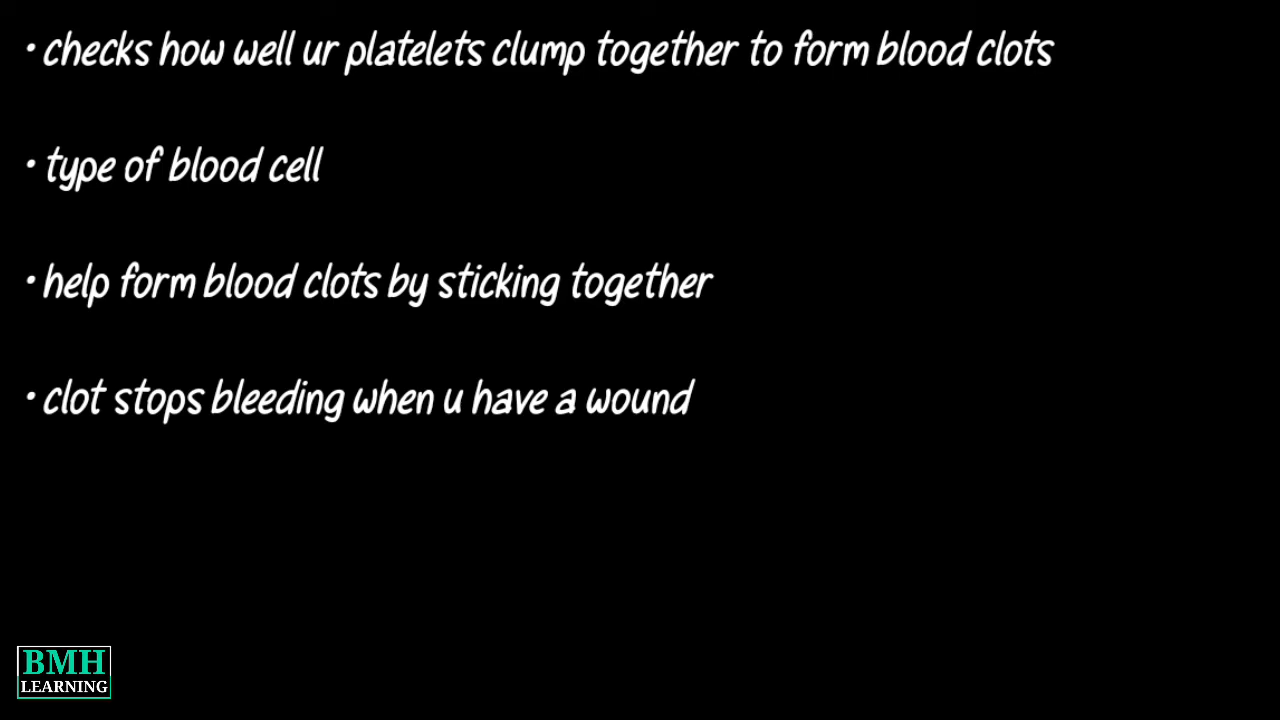 • checks how well ur platelets clump together to form blood clots
• type of blood cell
• help form blood clots by sticking together
• clot stops bleeding when u have a wound
BMH
LEARNING